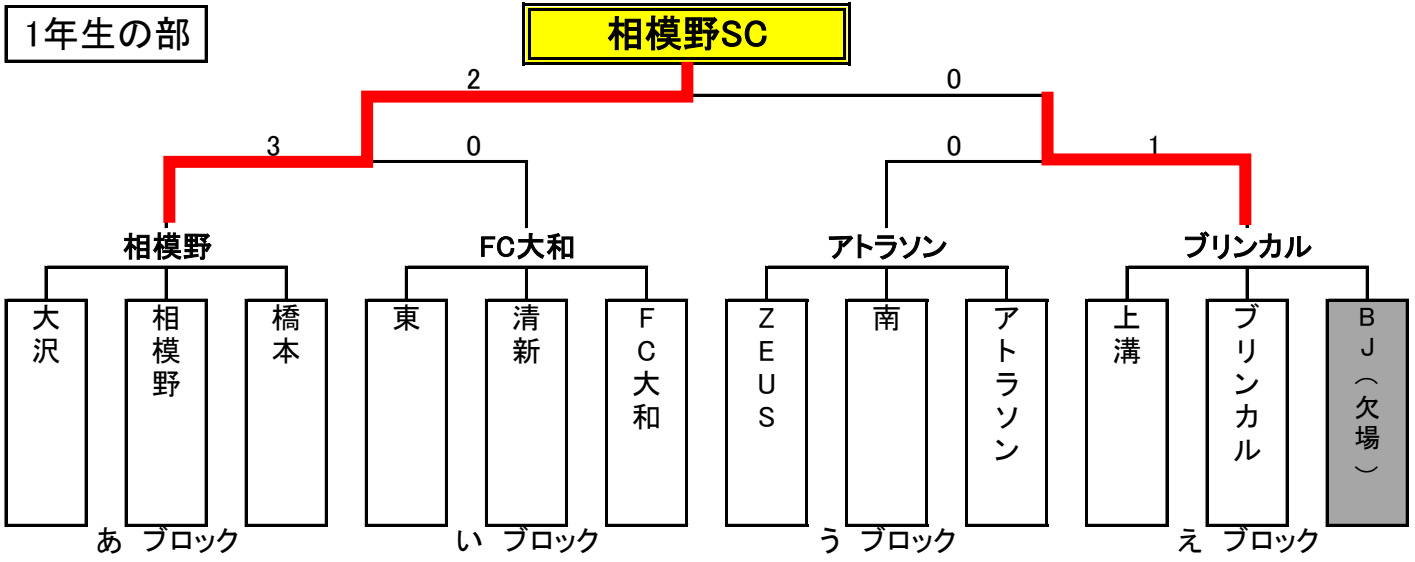 1年生の部
相模野SC
2
0
3
0
0
1
相模野
FC大和
アトラソン
ブリンカル
大沢
相模野
橋本
東
清新
FC大和
ZEUS
南
アトラソン
上溝
ブリンカル
BJ（欠場）
あ ブロック
い ブロック
う ブロック
え ブロック